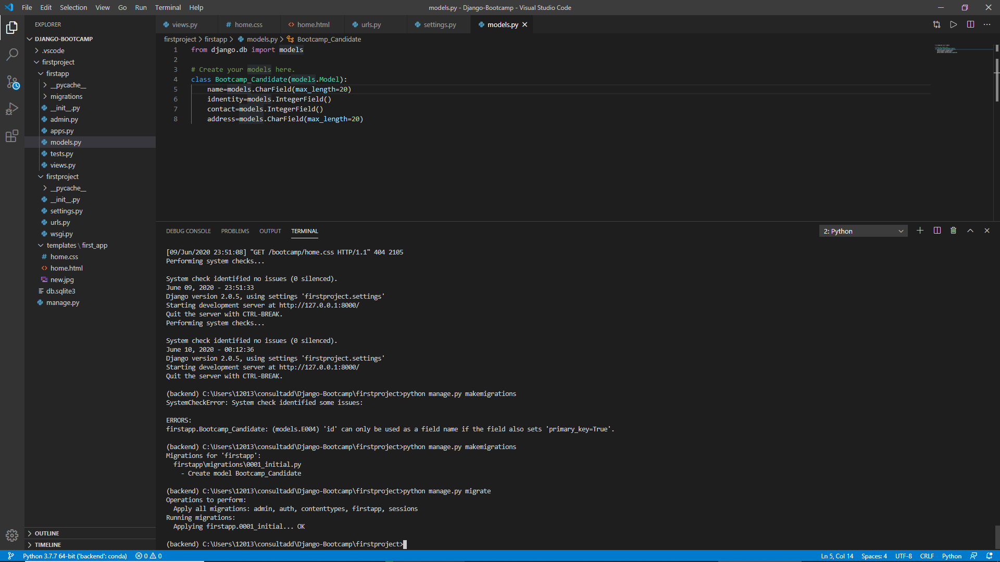 File Edit Selection View Go Run Terminal Help
models.py - Django-Bootcamp - Visual Studio Code
EXPLORER
DJANGO-BOOTCAMP
.vscode
firstproject
firstapp
__pycache__
migrations
__init__.py
admin.py
apps.py
models.py
tests.py
views.py
firstproject
__pycache__
__init__.py
settings.py
urls.py
wsgi.py
templates \ first_app
# home.css
<> home.html
new.jpg
db.sqlite3
manage.py
OUTLINE
TIMELINE
views.py # home.css <> home.html urls.py settings.py models.py
firstproject > firstapp > models.py > Bootcamp_Candidate
1 from django.db import models
2
3 # Create your models here.
4 class Bootcamp_Candidate(models.Model):
5 name=models.CharField(max_length=20)
6 idnentity=models.IntegerField()
7 contact=models.IntegerField()
8 address=models.CharField(max_length=20)
DEBUG CONSOLE PROBLEMS OUTPUT TERMINAL
2: Python
[09/Jun/2020 23:51:08] "GET /bootcamp/home.css HTTP/1.1" 404 2105
Performing system checks...
System check identified no issues (0 silenced).
June 09, 2020 - 23:51:33
Django version 2.0.5, using settings 'firstproject.settings'
Starting development server at http://127.0.0.1:8000/
Quit the server with CTRL-BREAK.
Performing system checks...
System check identified no issues (0 silenced).
June 10, 2020 - 00:12:36
Django version 2.0.5, using settings 'firstproject.settings'
Starting development server at http://127.0.0.1:8000/
Quit the server with CTRL-BREAK.
(backend) C:\Users\12013\consultadd\Django-Bootcamp\firstproject>python manage.py makemigrations
SystemCheckError: System check identified some issues:
ERRORS:
firstapp.Bootcamp_Candidate: (models.E004) 'id' can only be used as a field name if the field also sets 'primary_key=True'.
(backend) C:\Users\12013\consultadd\Django-Bootcamp\firstproject>python manage.py makemigrations
Migrations for 'firstapp':
firstapp\migrations\0001_initial.py
- Create model Bootcamp_Candidate
(backend) C:\Users\12013\consultadd\Django-Bootcamp\firstproject>python manage.py migrate
Operations to perform:
Apply all migrations: admin, auth, contenttypes, firstapp, sessions
Running migrations:
Applying firstapp.0001_initial... OK
(backend) C:\Users\12013\consultadd\Django-Bootcamp\firstproject>
Python 3.7.7 64-bit ('backend': conda) 0 0
Ln 5, Col 14 Spaces: 4 UTF-8 CRLF Python